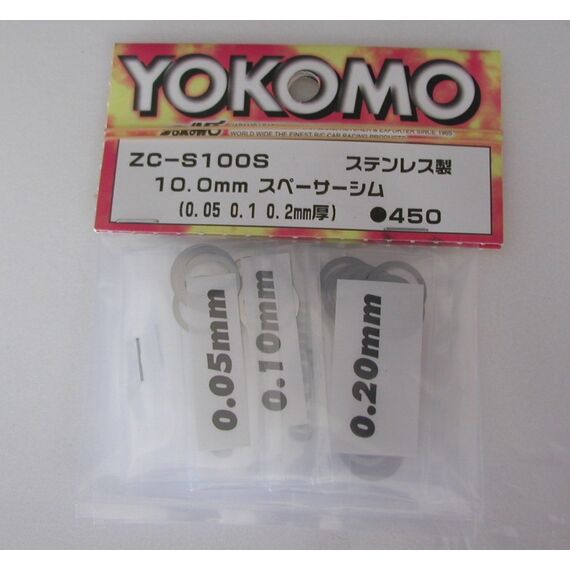 YOKOMO
YOKOMO
WORLD WIDE THE FINEST R/C CAR RACING PRODUCTS
ZC-S100S ステンレス製
10.0mm スペーサーシム
(0.05 0.1 0.2mm厚) ●450
0.05mm
0.10mm
0.20mm